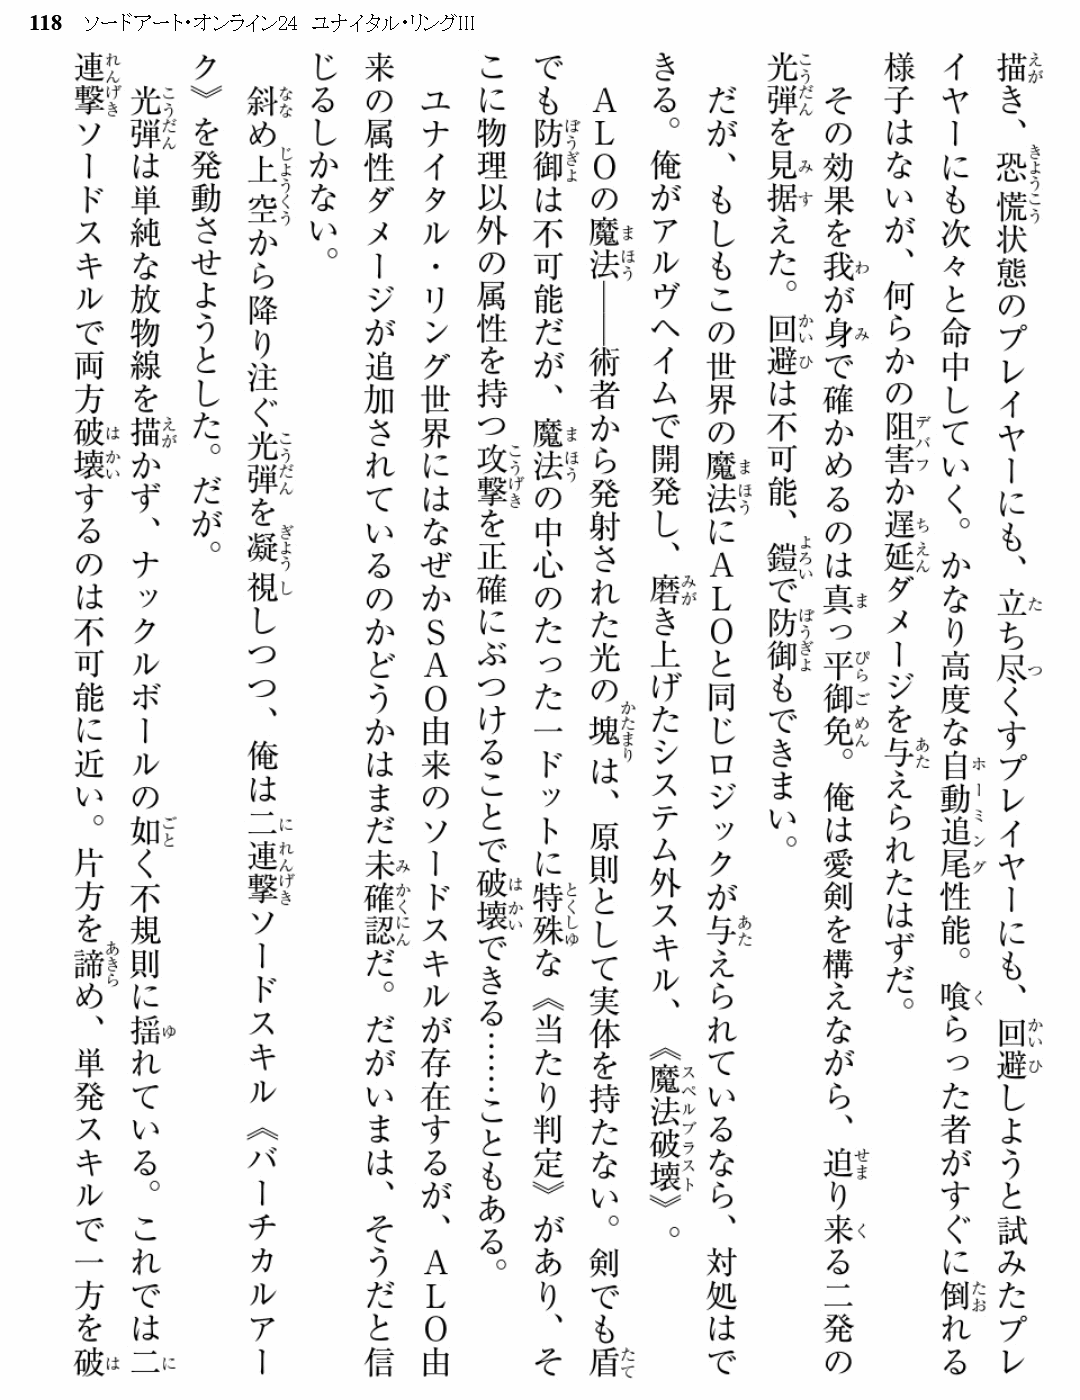 118 ソードアート・オンライン24 ユナイタル・リングIII
描き、恐慌状態のプレイヤーにも、立ち尽くすプレイヤーにも、回避しようと試みたプレ
イヤーにも次々と命中していく。かなり高度な自動追尾性能。喰らった者がすぐに倒れる
様子はないが、何らかの阻害か遅延ダメージを与えられたはずだ。
その効果を我が身で確かめるのは真っ平御免。俺は愛剣を構えながら、迫り来る二発の
光弾を見据えた。回避は不可能、鎧で防御もできまい。
だが、もしもこの世界の魔法にALOと同じロジックが与えられているなら、対処はで
きる。俺がアルヴヘイムで開発し、磨き上げたシステム外スキル、《魔法破壊》。
ALOの魔法――術者から発射された光の塊は、原則として実体を持たない。剣でも盾
でも防御は不可能だが、魔法の中心のたった一ドットに特殊な《当たり判定》があり、そ
こに物理以外の属性を持つ攻撃を正確にぶつけることで破壊できる……こともある。
ユナイタル・リング世界にはなぜかSAO由来のソードスキルが存在するが、ALO由
来の属性ダメージが追加されているのかどうかはまだ未確認だ。だがいまは、そうだと信
じるしかない。
斜め上空から降り注ぐ光弾を凝視しつつ、俺は二連撃ソードスキル《バーチカルアー
ク》を発動させようとした。だが。
光弾は単純な放物線を描かず、ナックルボールの如く不規則に揺れている。これでは二
連撃ソードスキルで両方破壊するのは不可能に近い。片方を諦め、単発スキルで一方を破